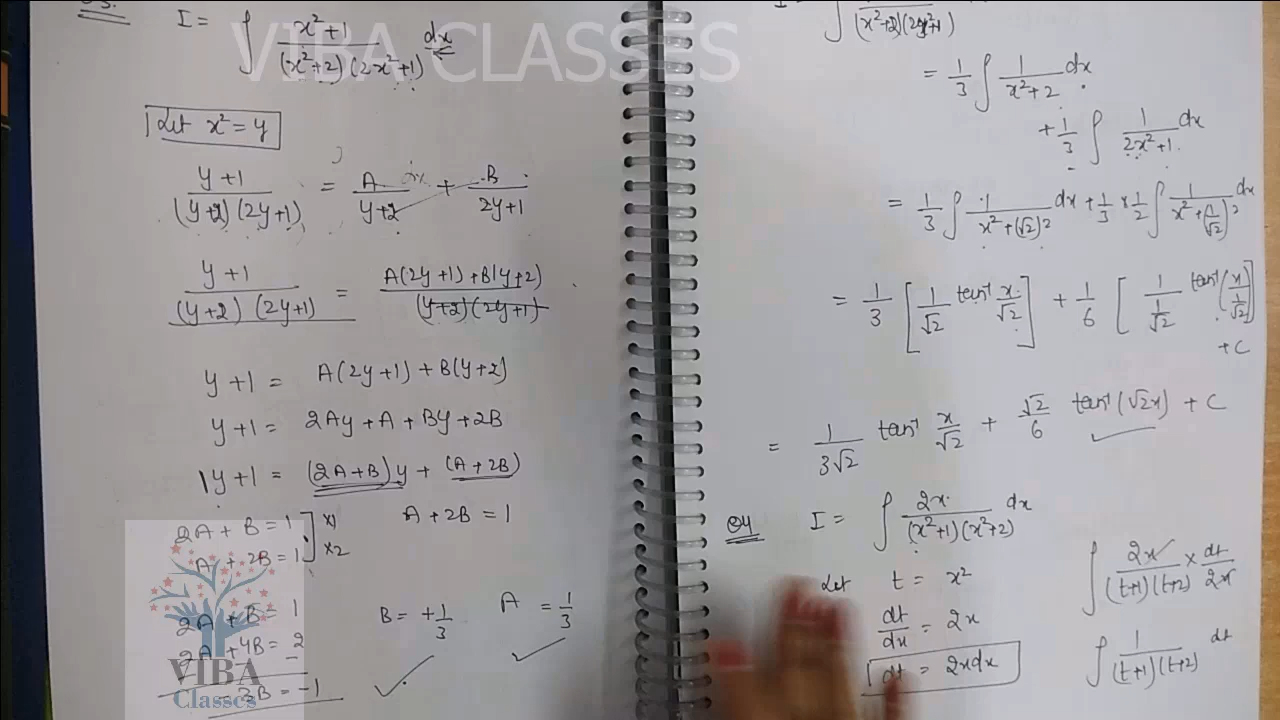 I = ∫ x²+1 / (x²+2)(2x²+1) dx
VIBA CLASSES
Let x² = y
y+1 / (y+2)(2y+1) = A / y+2 + B / 2y+1
y+1 / (y+2)(2y+1) = A(2y+1)+B(y+2) / (y+2)(2y+1)
y+1 = A(2y+1)+B(y+2)
y+1 = 2Ay+A+By+2B
1y+1 = (2A+B)y+(A+2B)
2A+B=1 ] ×1 A+2B=1
A+2B=1 ] ×2
2A+B= 1
2A+4B= 2
-3B=-1
B=+1/3 A=1/3
VIBA
Classes
(x²+2)(2x²+1)
= 1/3 ∫ 1/x²+2 dx
+ 1/3 ∫ 1/2x²+1 dx
= 1/3 ∫ 1/x²+(√2)² dx + 1/3 × 1/2 ∫ 1/x²+(1/√2)² dx
= 1/3 [1/√2 tan⁻¹ x/√2] + 1/6 [1/1/√2 tan⁻¹(x/1/√2)]
+C
= 1/3√2 tan⁻¹ x/√2 + √2/6 tan⁻¹(√2x) + C
Q4 I = ∫ 2x / (x²+1)(x²+2) dx
Let t = x²
dt/dx = 2x
dt = 2xdx
∫ 2x / (t+1)(t+2) × dt/2x
∫ 1 / (t+1)(t+2) dt